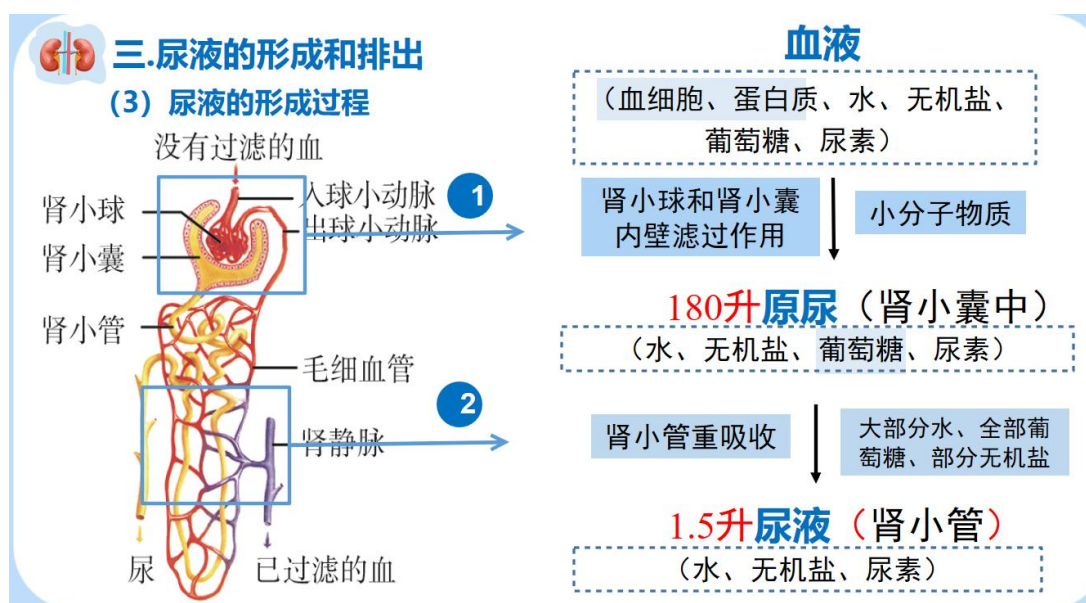 三.尿液的形成和排出
（3）尿液的形成过程
没有过滤的血
入球小动脉
1
出球小动脉
肾小球
肾小囊
肾小管
毛细血管
2
肾静脉
尿
已过滤的血
血液
（血细胞、蛋白质、水、无机盐、
葡萄糖、尿素）
肾小球和肾小囊
内壁滤过作用
小分子物质
180升原尿（肾小囊中）
（水、无机盐、葡萄糖、尿素）
肾小管重吸收
大部分水、全部葡
萄糖、部分无机盐
1.5升尿液（肾小管）
（水、无机盐、尿素）